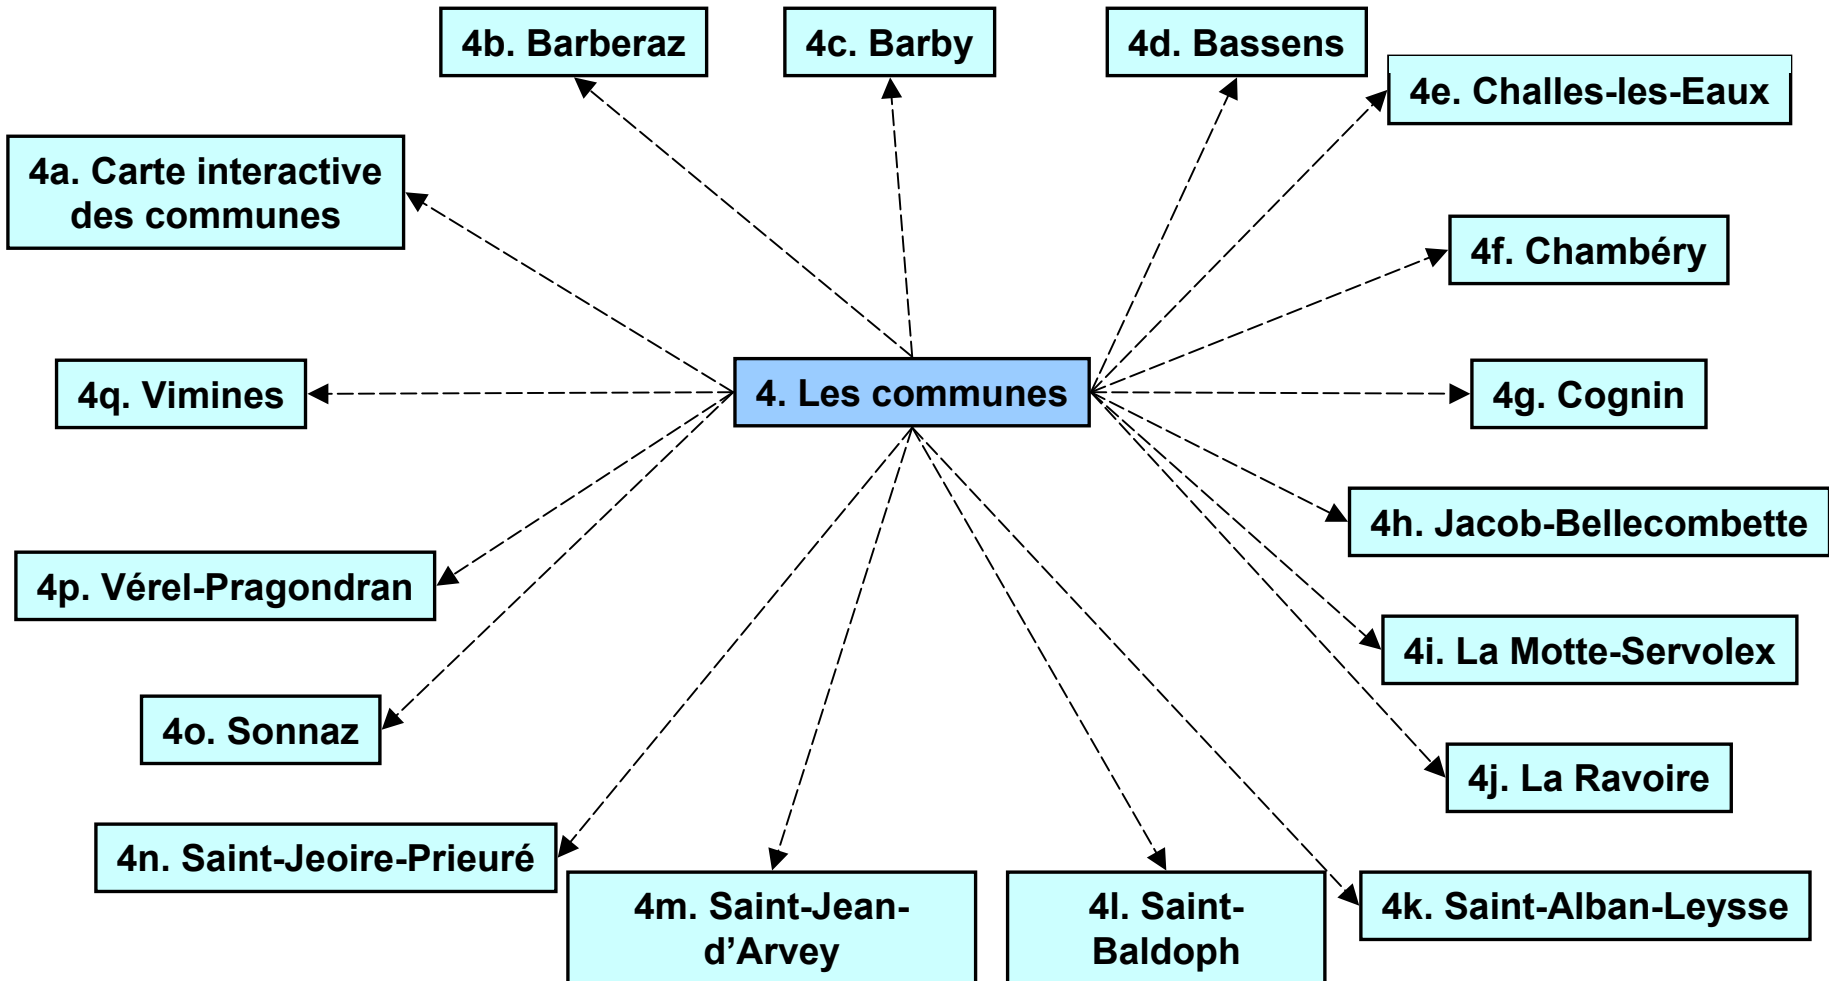 4b. Barberaz
4c. Barby
4d. Bassens
4e. Challes-les-Eaux
4a. Carte interactive
des communes
4f. Chambéry
4q. Vimines
4. Les communes
4g. Cognin
4h. Jacob-Bellecombette
4p. Vérel-Pragondran
4i. La Motte-Servolex
4o. Sonnaz
4j. La Ravoire
4n. Saint-Jeoire-Prieuré
4m. Saint-Jean-
d’Arvey
4l. Saint-
Baldoph
4k. Saint-Alban-Leysse